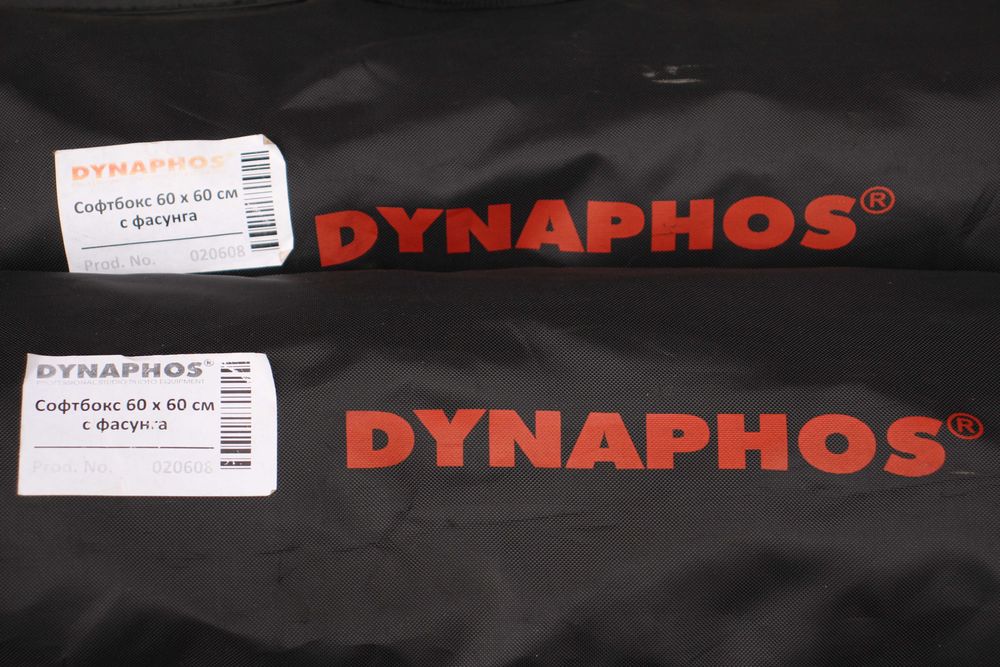 DYNAPHOS
Софтбокс 60 x 60 см
с фасунга
Prod. No. 020608
DYNAPHOS®
DYNAPHOS®
PROFESSIONAL STUDIO PHOTO EQUIPMENT
Софтбокс 60 x 60 см
с фасунга
Prod. No. 020608
DYNAPHOS®